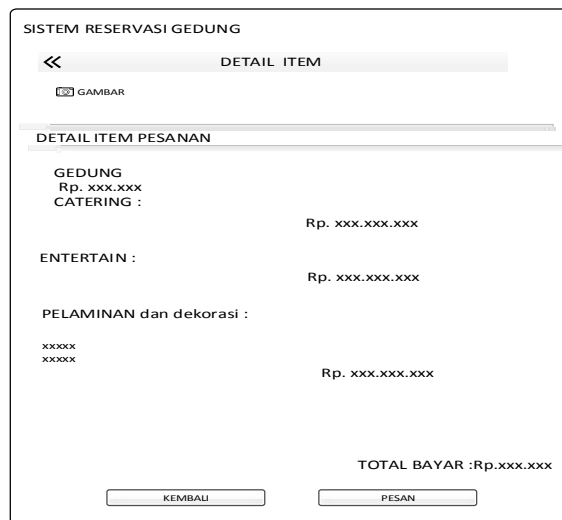 SISTEM RESERVASI GEDUNG
DETAIL ITEM
GAMBAR
DETAIL ITEM PESANAN
GEDUNG
Rp. xxx.xxx
CATERING :
Rp. xxx.xxx.xxx
ENTERTAIN :
Rp. xxx.xxx.xxx
PELAMINAN dan dekorasi :
xxxxx
xxxxx
Rp. xxx.xxx.xxx
TOTAL BAYAR :Rp.xxx.xxx
KEMBALI PESAN